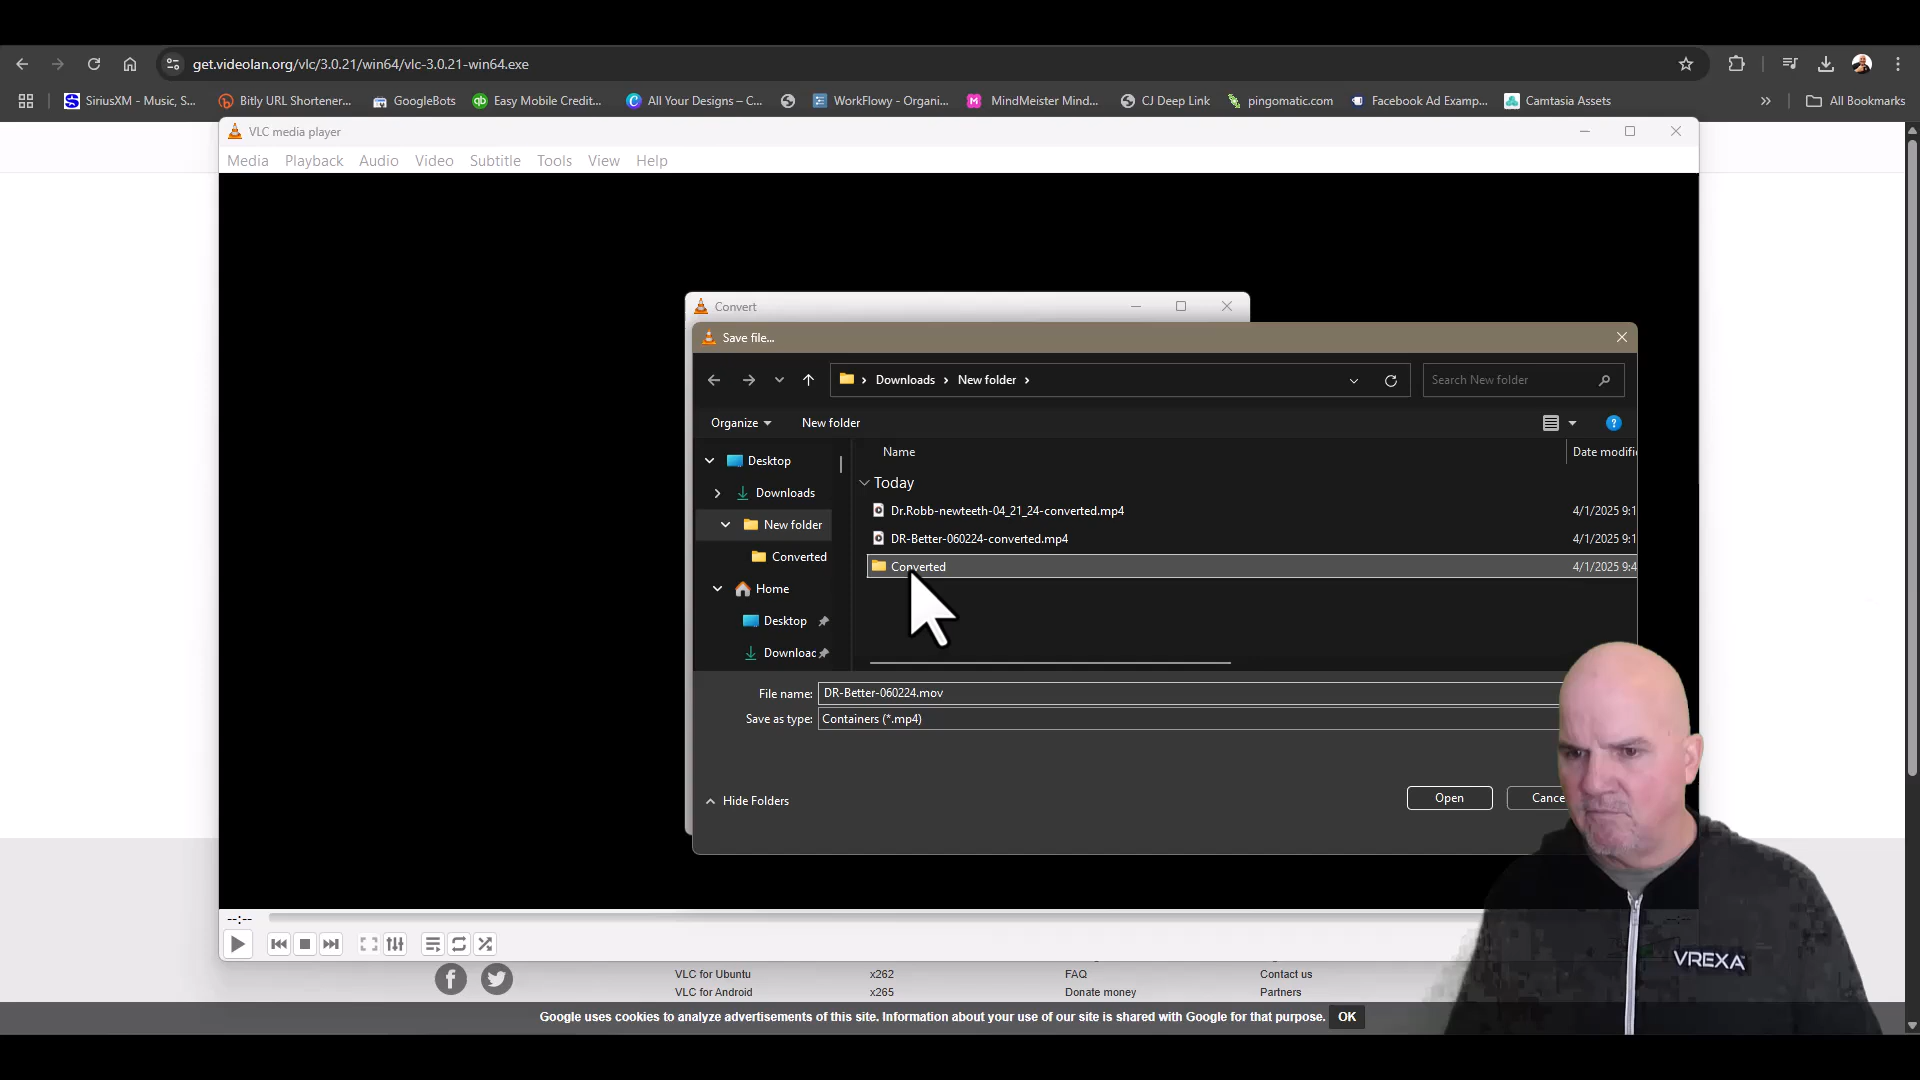 get.videolan.org/vlc/3.0.21/win64/vlc-3.0.21-win64.exe
SiriusXM - Music, S...
Bitly URL Shortener...
GoogleBots
Easy Mobile Credit...
All Your Designs – C...
WorkFlowy - Organi...
MindMeister Mind...
CJ Deep Link
pingomatic.com
Facebook Ad Examp...
Camtasia Assets
All Bookmarks
VLC media player
Media Playback Audio Video Subtitle Tools View Help
Convert
Save file...
Downloads New folder
Search New folder
Organize New folder
Name Date modifi
Desktop
Downloads
New folder
Converted
Home
Desktop
Downloac
Today
Dr.Robb-newteeth-04_21_24-converted.mp4 4/1/2025 9:1
DR-Better-060224-converted.mp4 4/1/2025 9:1
Converted 4/1/2025 9:4
File name: DR-Better-060224.mov
Save as type: Containers (*.mp4)
Hide Folders
Open
Cance
--:--
VREXA
VLC for Ubuntu x262 FAQ Contact us
VLC for Android x265 Donate money Partners
Google uses cookies to analyze advertisements of this site. Information about your use of our site is shared with Google for that purpose. OK